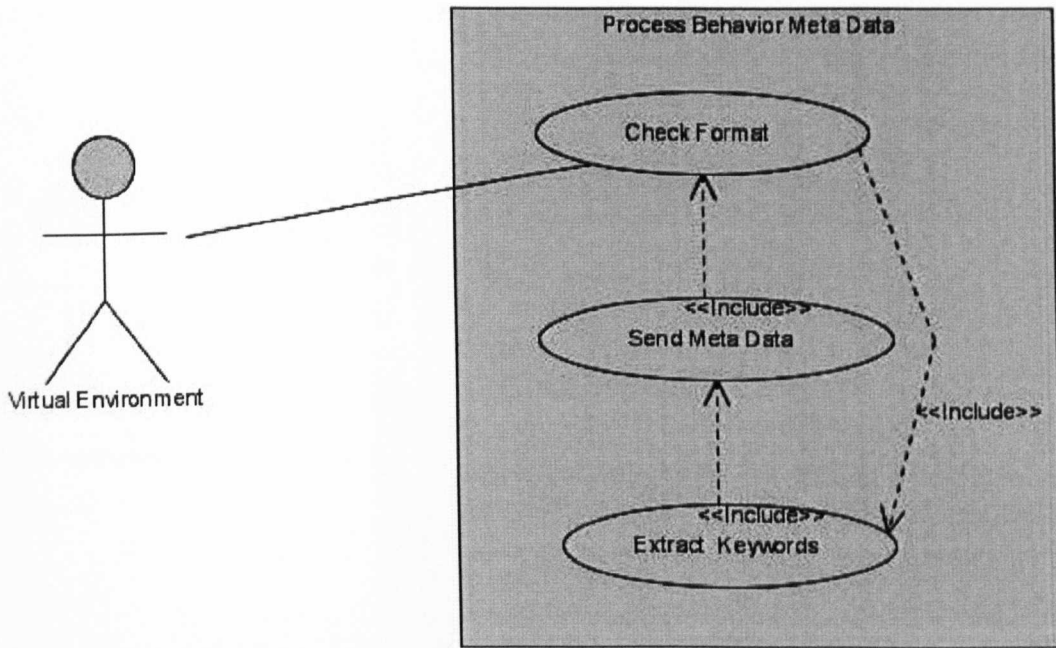 Process Behavior Meta Data
Check Format
<<Include>>
Send Meta Data
Virtual Environment
<<Include>>
<<Include>>
Extract Keywords